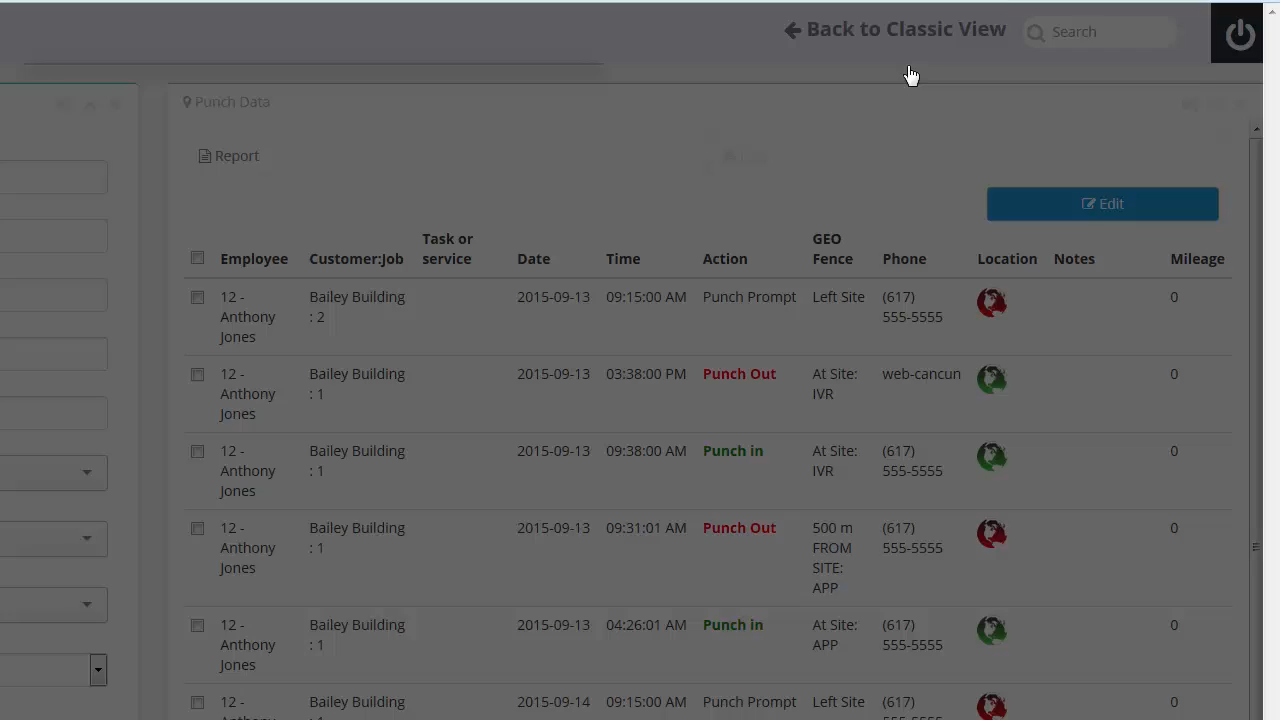 Back to Classic View
Search
Punch Data
Report
Edit
Employee Customer:Job Task or service Date Time Action GEO Fence Phone Location Notes Mileage
12 - Anthony Jones Bailey Building : 2 2015-09-13 09:15:00 AM Punch Prompt Left Site (617) 555-5555 0
12 - Anthony Jones Bailey Building : 1 2015-09-13 03:38:00 PM Punch Out At Site: IVR web-cancun 0
12 - Anthony Jones Bailey Building : 1 2015-09-13 09:38:00 AM Punch in At Site: IVR (617) 555-5555 0
12 - Anthony Jones Bailey Building : 1 2015-09-13 09:31:01 AM Punch Out 500 m FROM SITE: APP (617) 555-5555 0
12 - Anthony Jones Bailey Building : 1 2015-09-13 04:26:01 AM Punch in At Site: APP (617) 555-5555 0
12 - Bailey Building 2015-09-14 09:15:00 AM Punch Prompt Left Site (617) 0